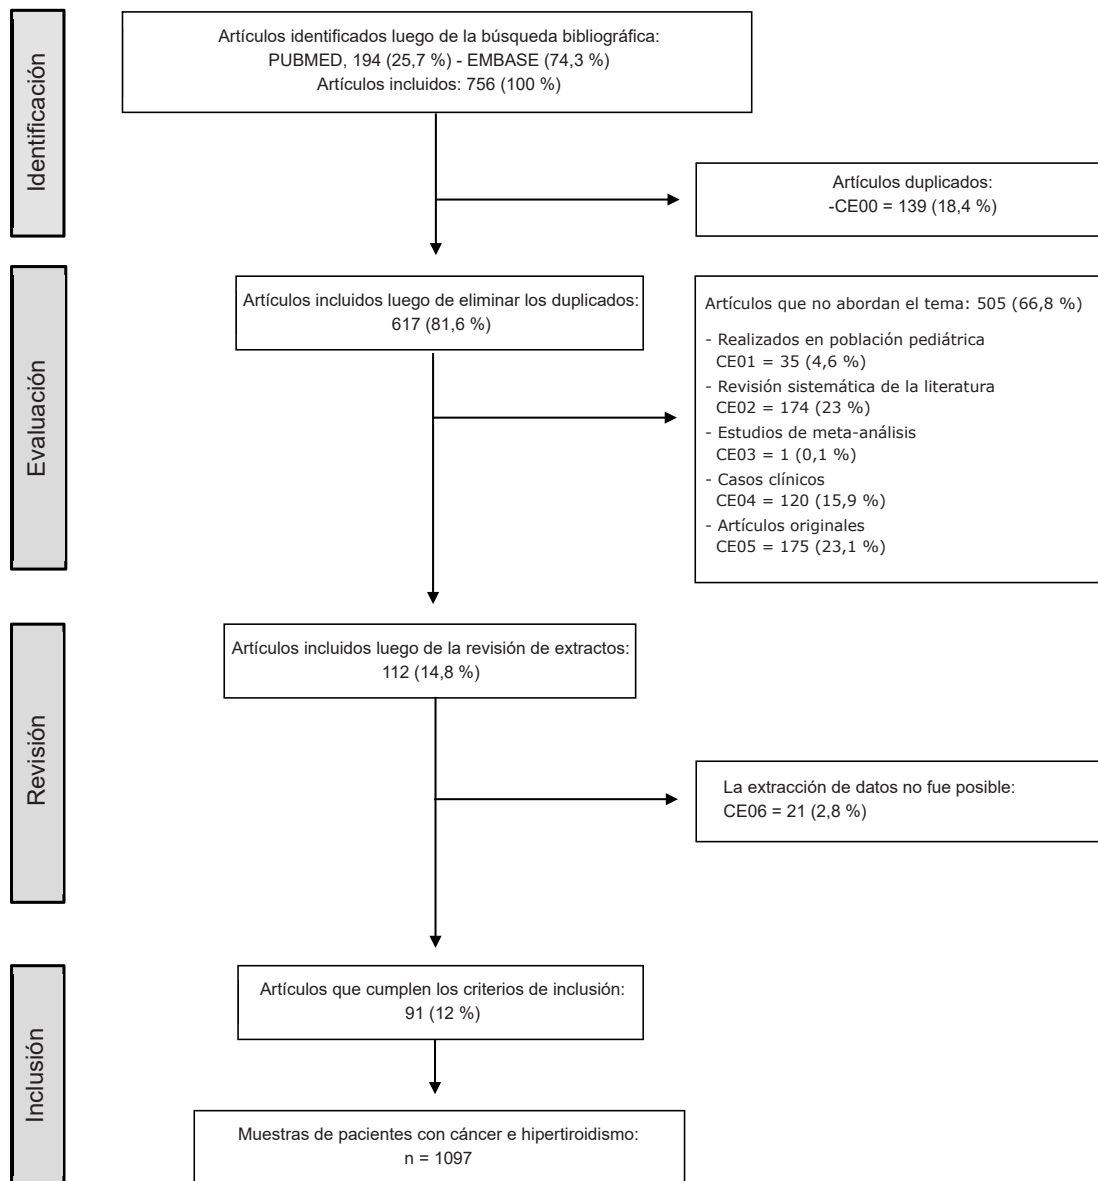 Identificación
Artículos identificados luego de la búsqueda bibliográfica:
PUBMED, 194 (25,7 %) - EMBASE (74,3 %)
Artículos incluidos: 756 (100 %)
Artículos duplicados:
-CE00 = 139 (18,4 %)
Evaluación
Artículos incluidos luego de eliminar los duplicados:
617 (81,6 %)
Artículos que no abordan el tema: 505 (66,8 %)
- Realizados en población pediátrica
CE01 = 35 (4,6 %)
- Revisión sistemática de la literatura
CE02 = 174 (23 %)
- Estudios de meta-análisis
CE03 = 1 (0,1 %)
- Casos clínicos
CE04 = 120 (15,9 %)
- Artículos originales
CE05 = 175 (23,1 %)
Revisión
Artículos incluidos luego de la revisión de extractos:
112 (14,8 %)
La extracción de datos no fue posible:
CE06 = 21 (2,8 %)
Inclusión
Artículos que cumplen los criterios de inclusión:
91 (12 %)
Muestras de pacientes con cáncer e hipertiroidismo:
n = 1097